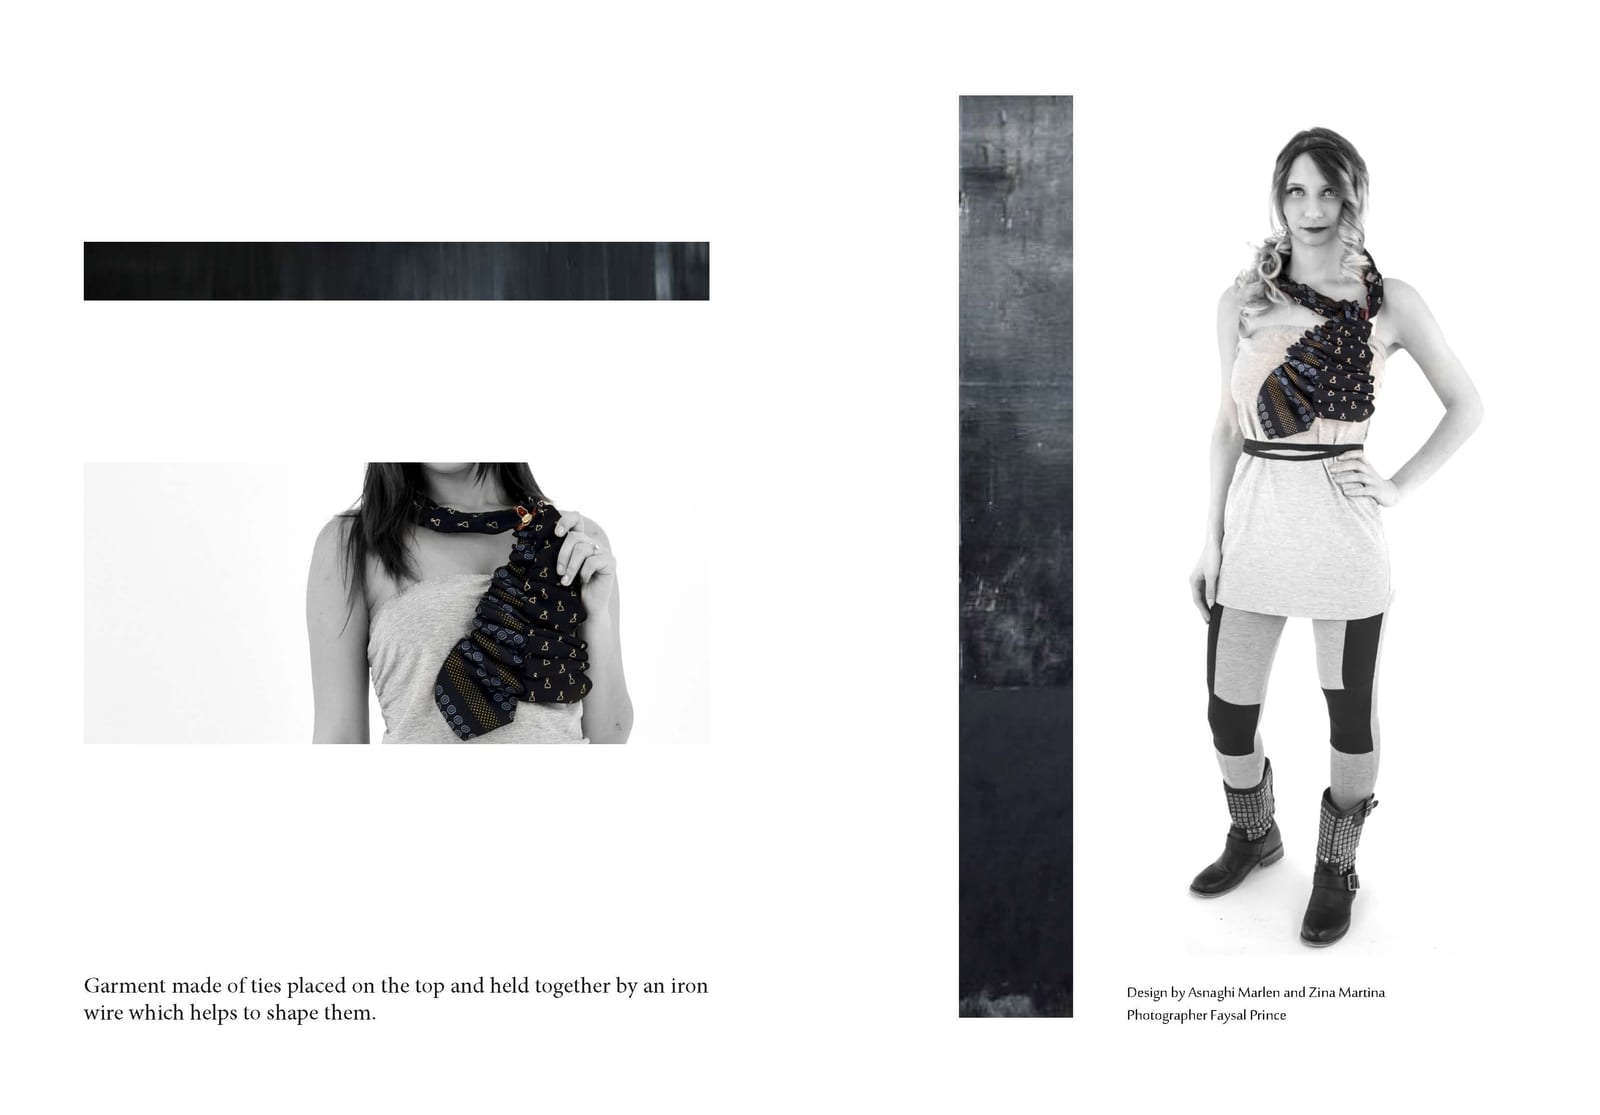 Garment made of ties placed on the top and held together by an iron
wire which helps to shape them.
Design by Asnaghi Marlen and Zina Martina
Photographer Faysal Prince